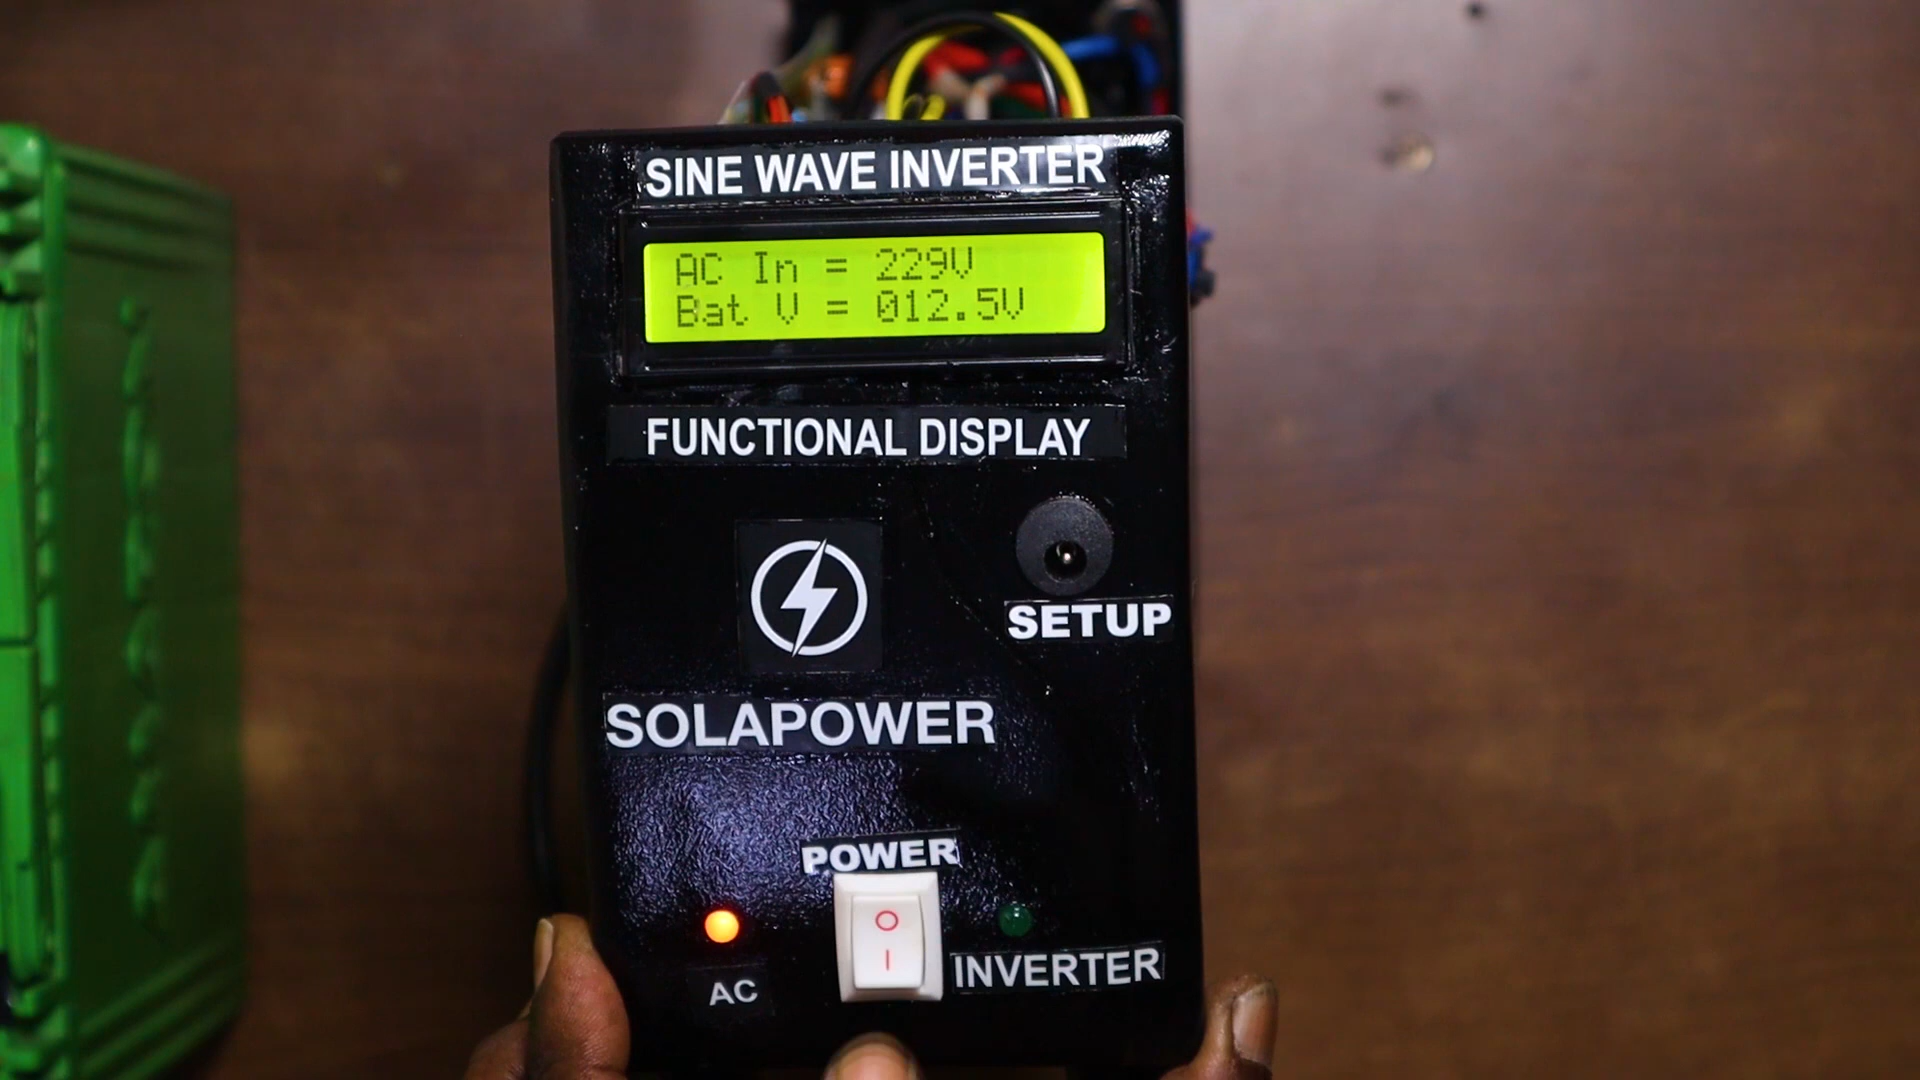 SINE WAVE INVERTER
AC In = 229V
Bat V = 012.5V
FUNCTIONAL DISPLAY
SETUP
SOLAPOWER
POWER
O
I
AC
INVERTER